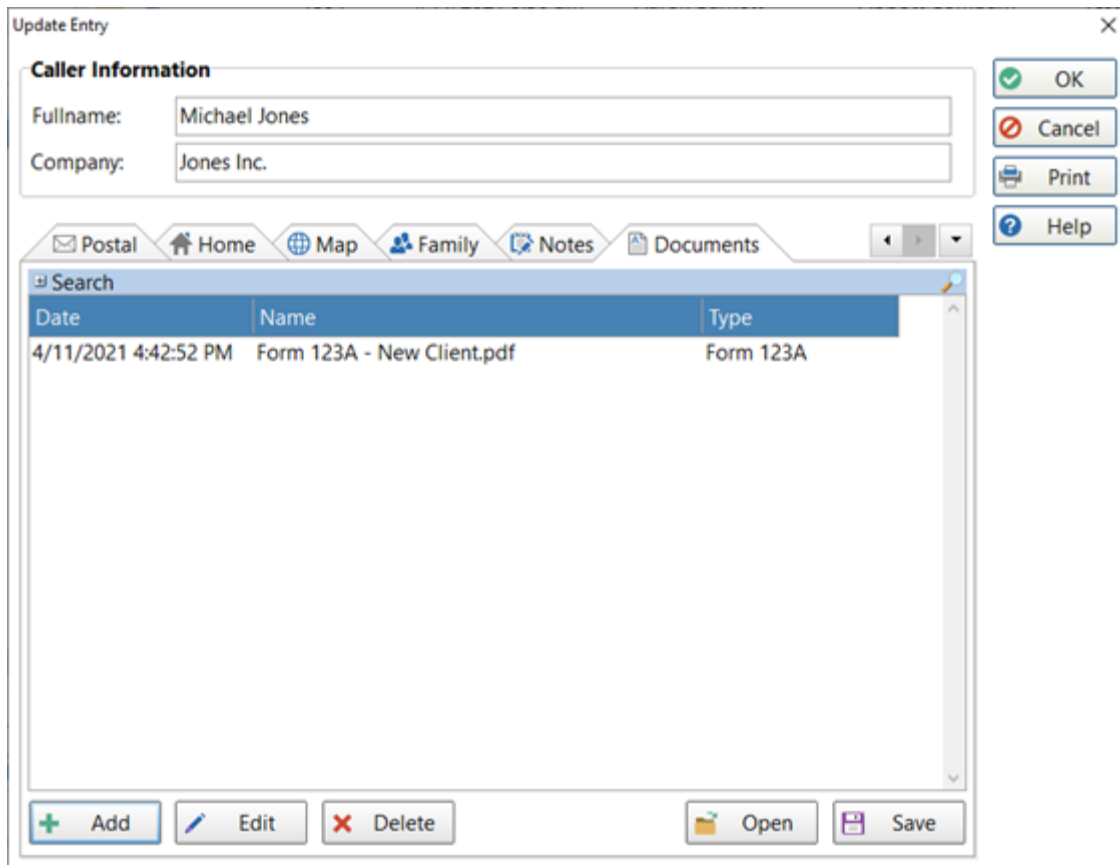 Update Entry
Caller Information
OK
Fullname: Michael Jones
Cancel
Company: Jones Inc.
Print
Help
Postal Home Map Family Notes Documents
Search
Date Name Type
4/11/2021 4:42:52 PM Form 123A - New Client.pdf Form 123A
Add Edit Delete Open Save